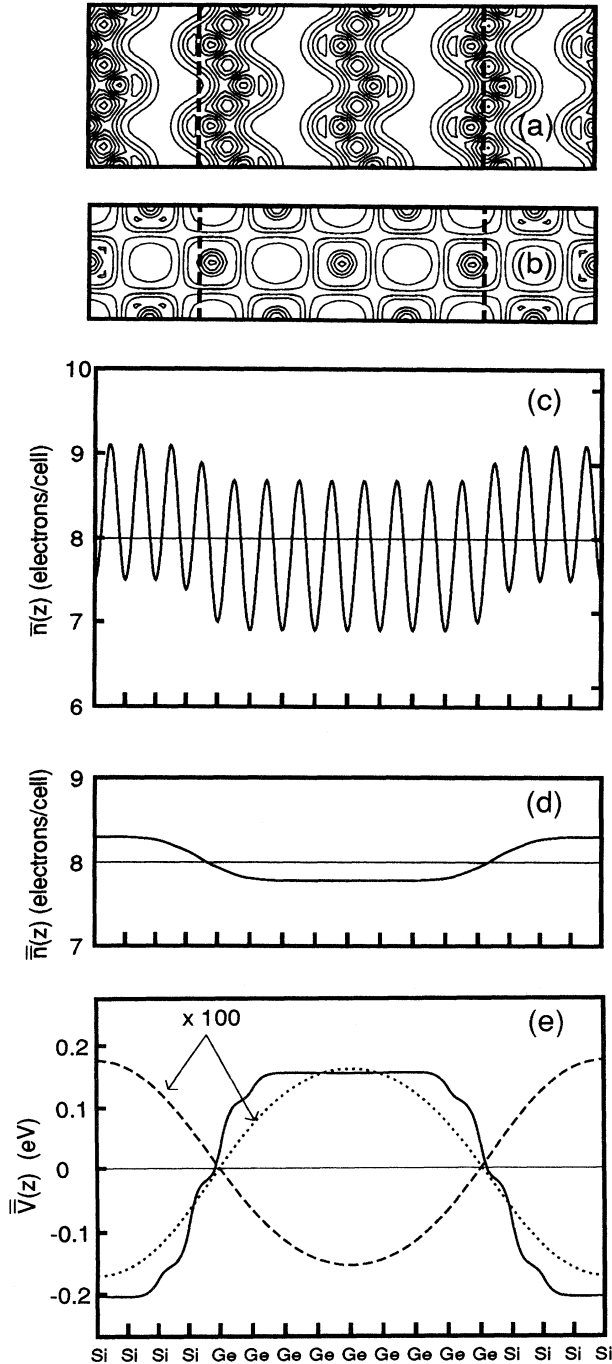 (a)
(b)
10
9
8
7
6
n̄(z) (electrons/cell)
(c)
9
8
7
n̿(z) (electrons/cell)
(d)
x 100
(e)
0.2
0.1
0
-0.1
-0.2
V̿(z) (eV)
Si Si Si Si Ge Ge Ge Ge Ge Ge Ge Ge Ge Si Si Si Si